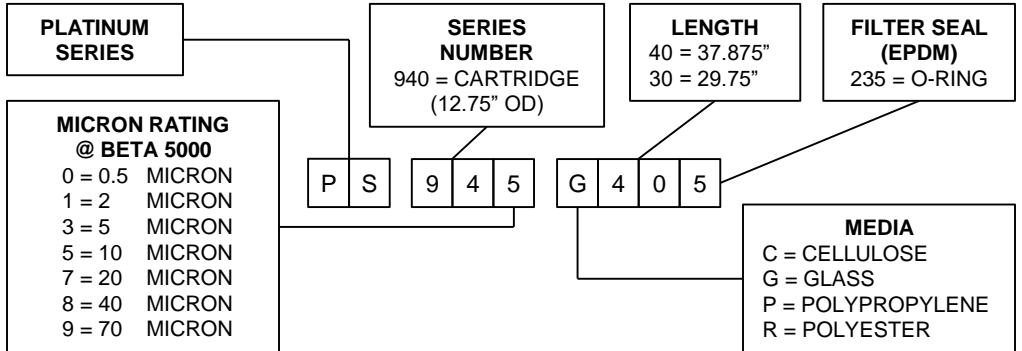 PLATINUM
SERIES
SERIES
NUMBER
940 = CARTRIDGE
(12.75” OD)
LENGTH
40 = 37.875”
30 = 29.75”
FILTER SEAL
(EPDM)
235 = O-RING
MICRON RATING
@ BETA 5000
0 = 0.5 MICRON
1 = 2 MICRON
3 = 5 MICRON
5 = 10 MICRON
7 = 20 MICRON
8 = 40 MICRON
9 = 70 MICRON
P S 9 4 5 G 4 0 5
MEDIA
C = CELLULOSE
G = GLASS
P = POLYPROPYLENE
R = POLYESTER